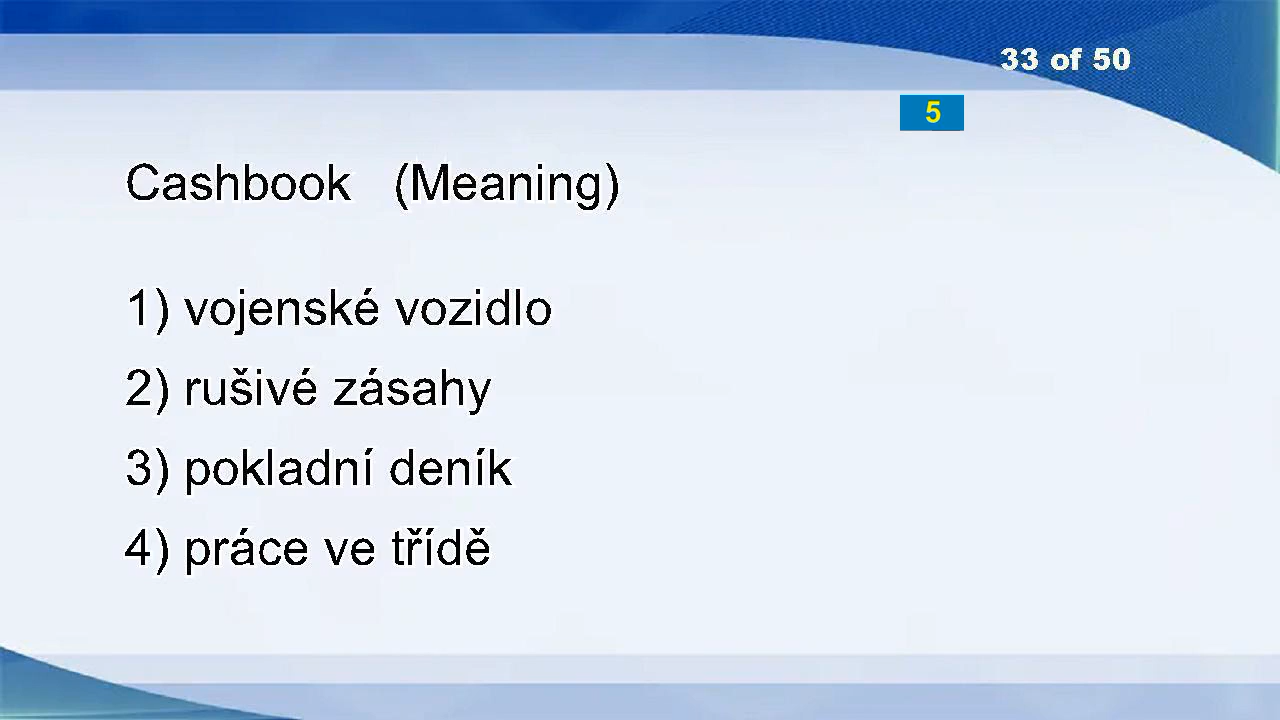 33 of 50
5
Cashbook (Meaning)
1) vojenské vozidlo
2) rušivé zásahy
3) pokladní deník
4) práce ve třídě